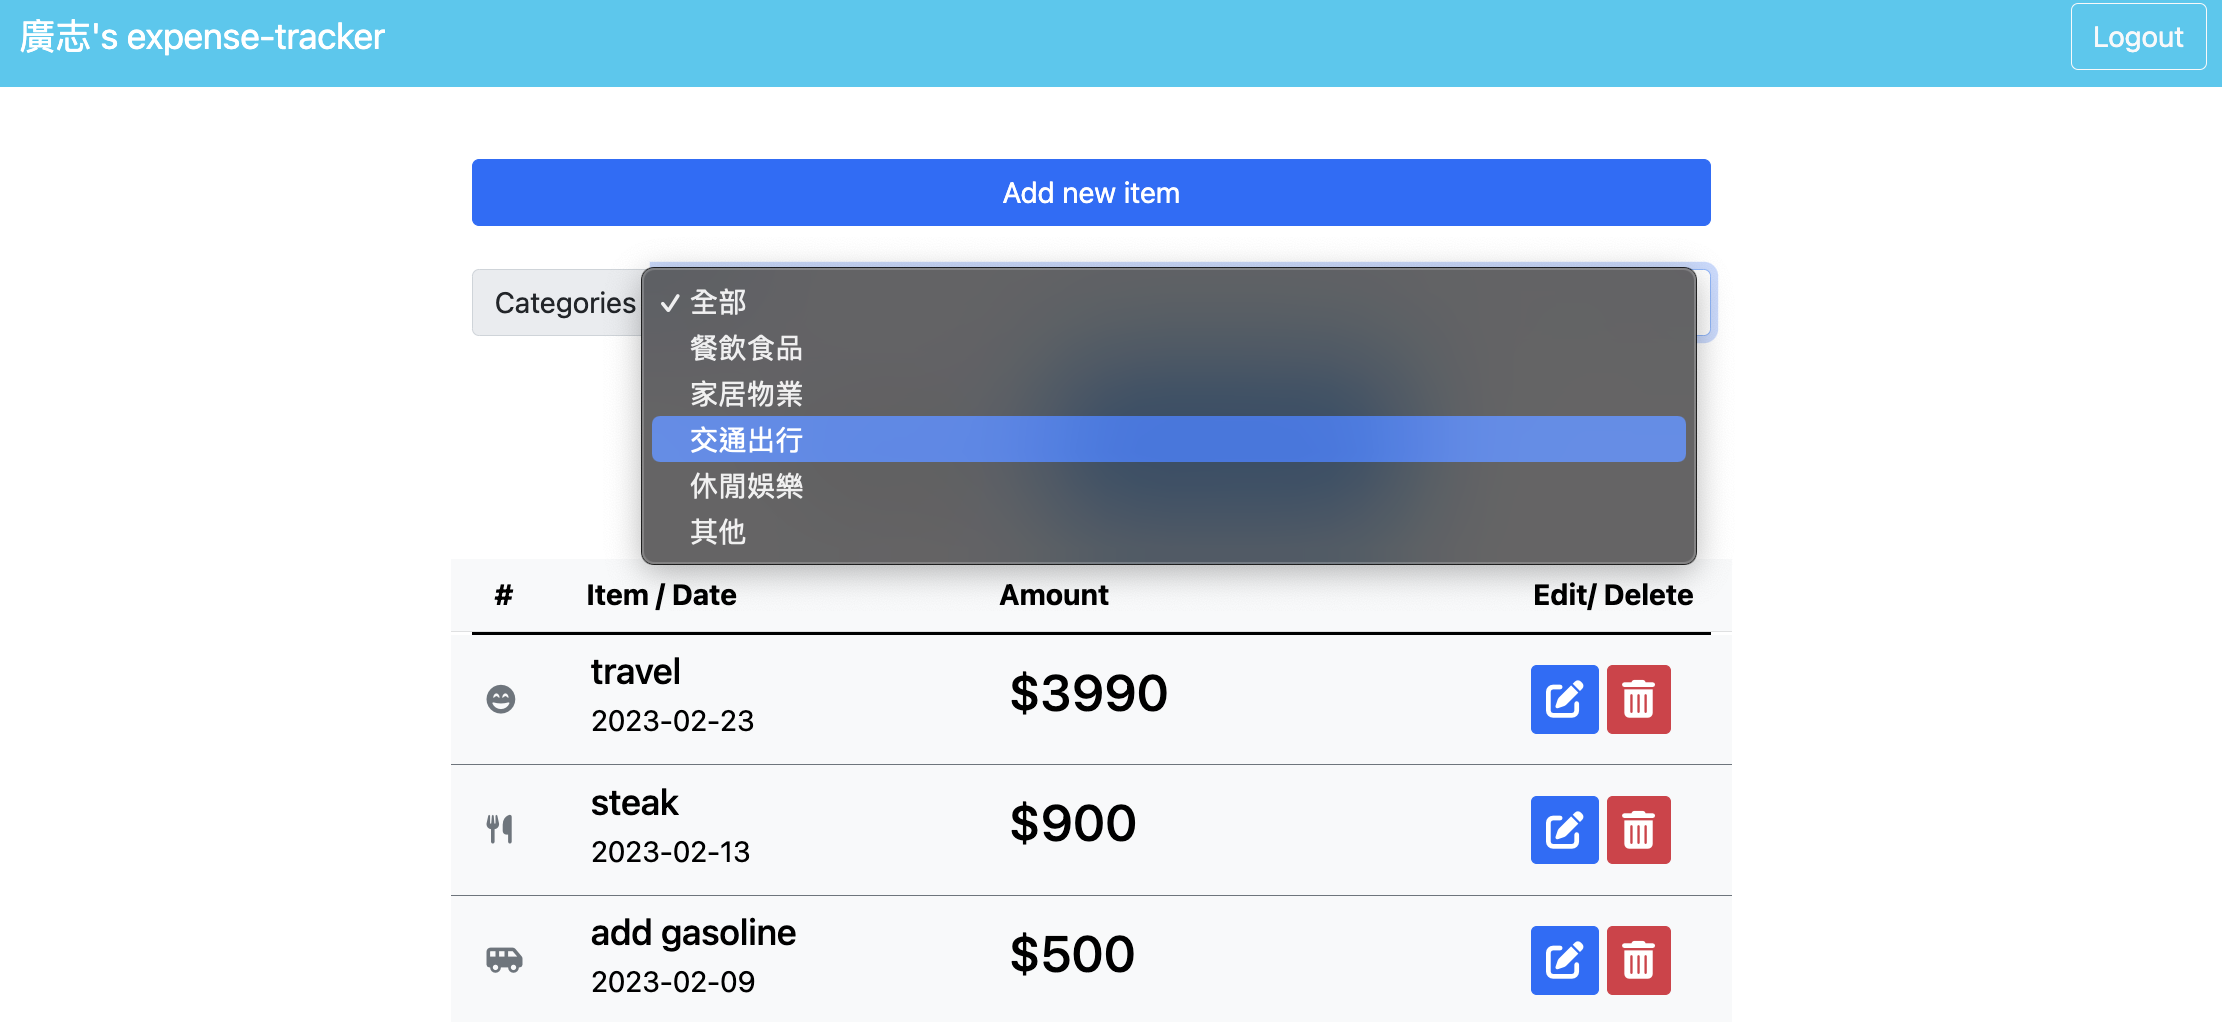 廣志's expense-tracker
Logout
Add new item
Categories
✓ 全部
餐飲食品
家居物業
交通出行
休閒娛樂
其他
# Item / Date Amount Edit/ Delete
travel
2023-02-23
$3990
steak
2023-02-13
$900
add gasoline
2023-02-09
$500